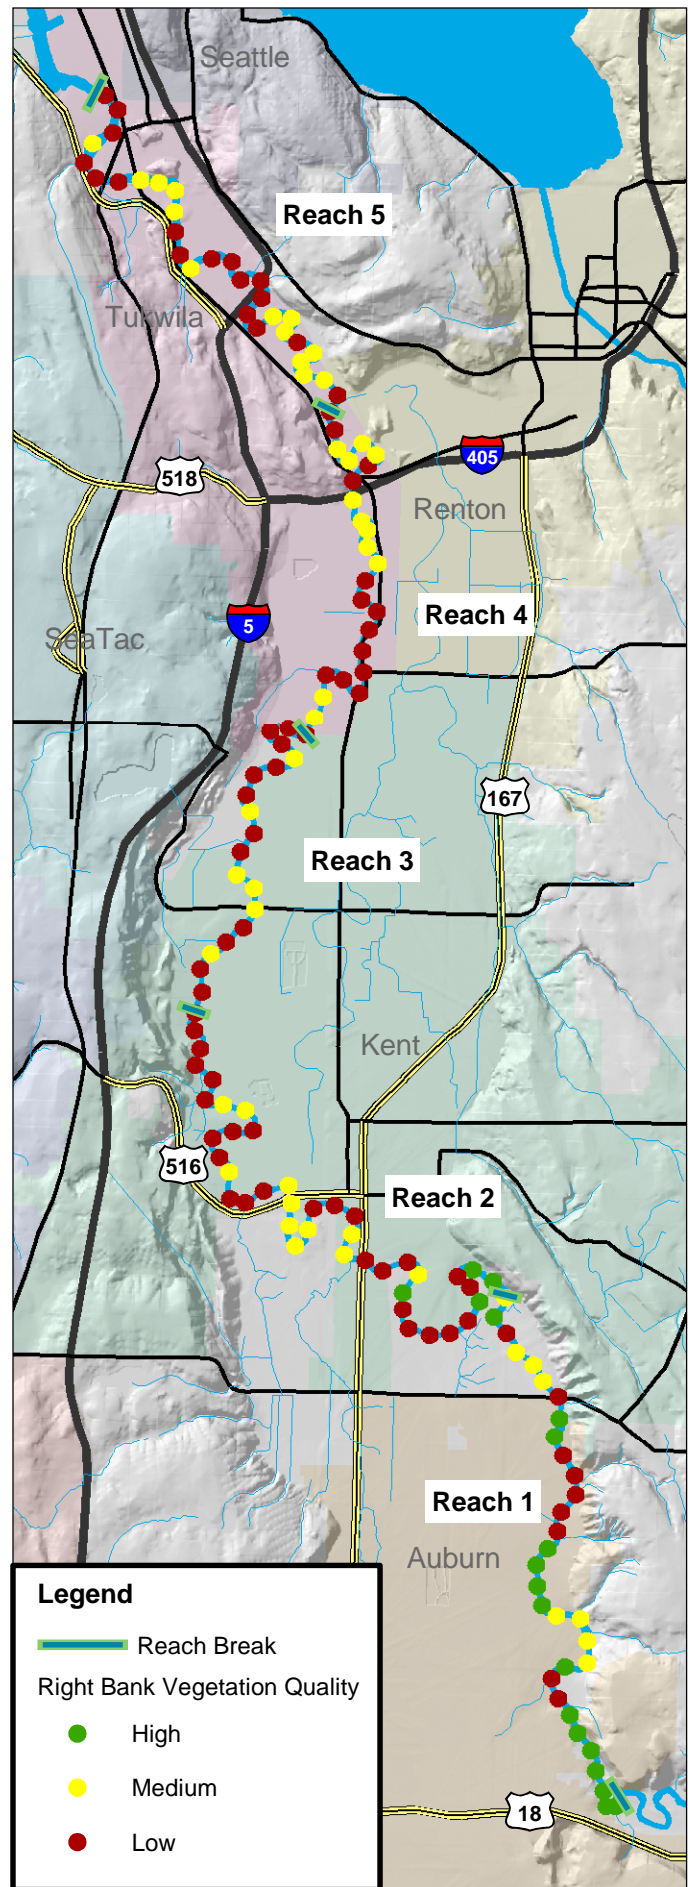 Seattle
Reach 5
Tukwila
405
518
Renton
Reach 4
5
SeaTac
167
Reach 3
Kent
516
Reach 2
Reach 1
Auburn
Legend
Reach Break
Right Bank Vegetation Quality
High
Medium
18
Low